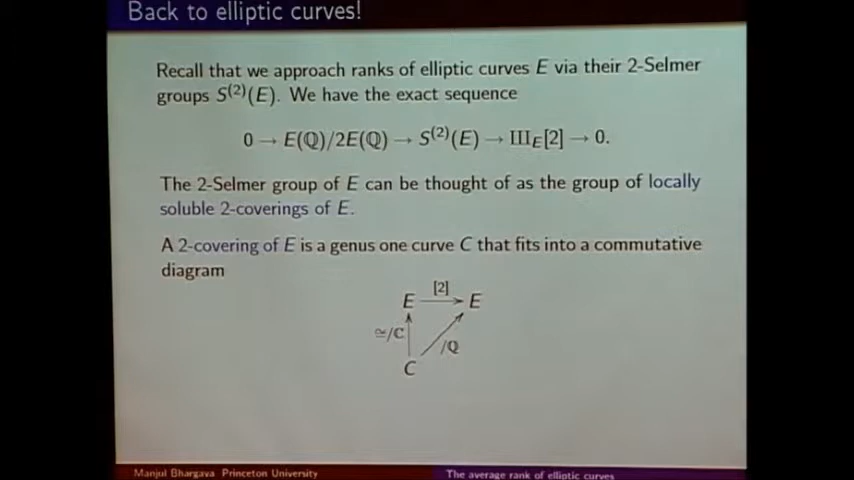 Back to elliptic curves!
Recall that we approach ranks of elliptic curves E via their 2-Selmer
groups S⁽²⁾(E). We have the exact sequence
0 → E(ℚ)/2E(ℚ) → S⁽²⁾(E) → Ш_E[2] → 0.
The 2-Selmer group of E can be thought of as the group of locally
soluble 2-coverings of E.
A 2-covering of E is a genus one curve C that fits into a commutative
diagram
[2]
E → E
≅/ℂ /ℚ
C
Manjul Bhargava Princeton University The average rank of elliptic curves